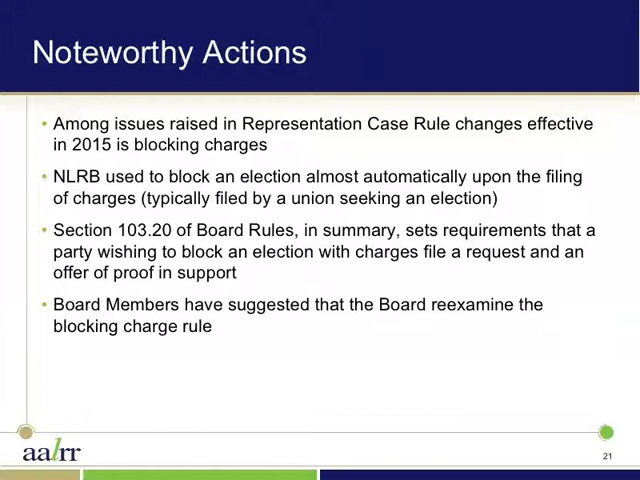 Noteworthy Actions
• Among issues raised in Representation Case Rule changes effective
in 2015 is blocking charges
• NLRB used to block an election almost automatically upon the filing
of charges (typically filed by a union seeking an election)
• Section 103.20 of Board Rules, in summary, sets requirements that a
party wishing to block an election with charges file a request and an
offer of proof in support
• Board Members have suggested that the Board reexamine the
blocking charge rule
aalrr
21